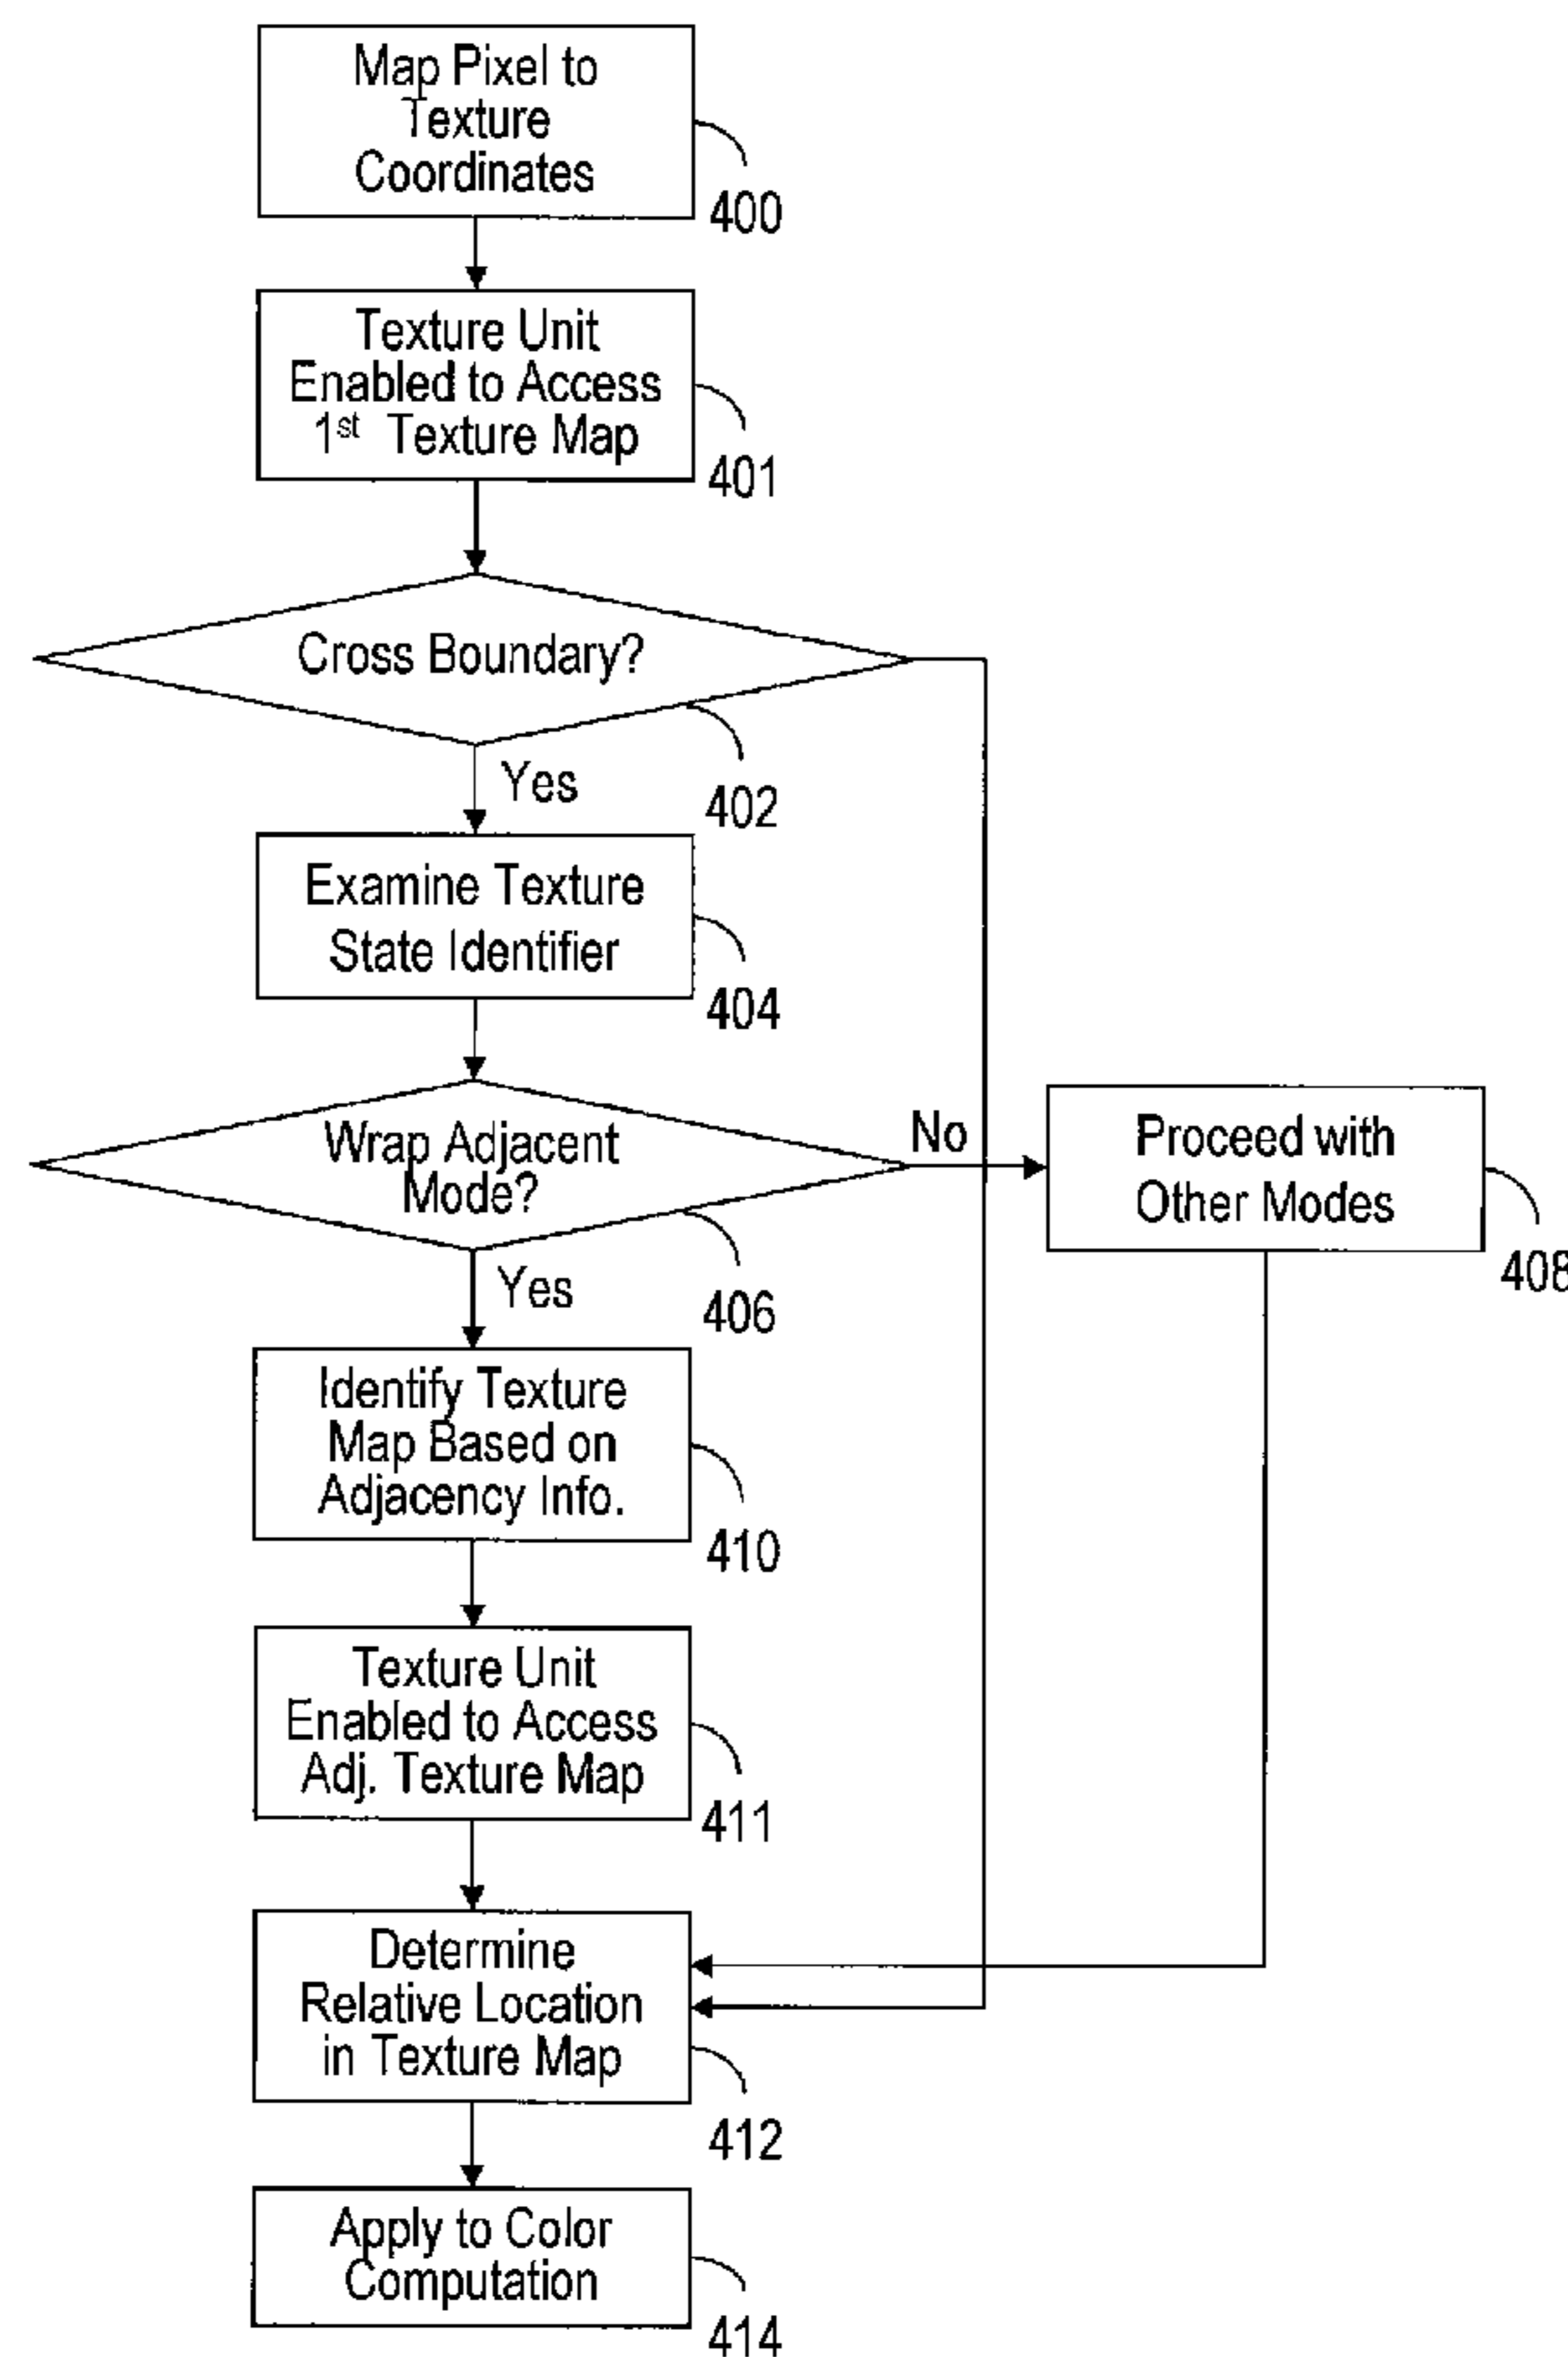 Map Pixel to
Texture
Coordinates
400
Texture Unit
Enabled to Access
1st Texture Map
401
Cross Boundary?
402
Yes
Examine Texture
State Identifier
404
Wrap Adjacent
Mode?
406
No
Proceed with
Other Modes
408
Yes
Identify Texture
Map Based on
Adjacency Info.
410
Texture Unit
Enabled to Access
Adj. Texture Map
411
Determine
Relative Location
in Texture Map
412
Apply to Color
Computation
414